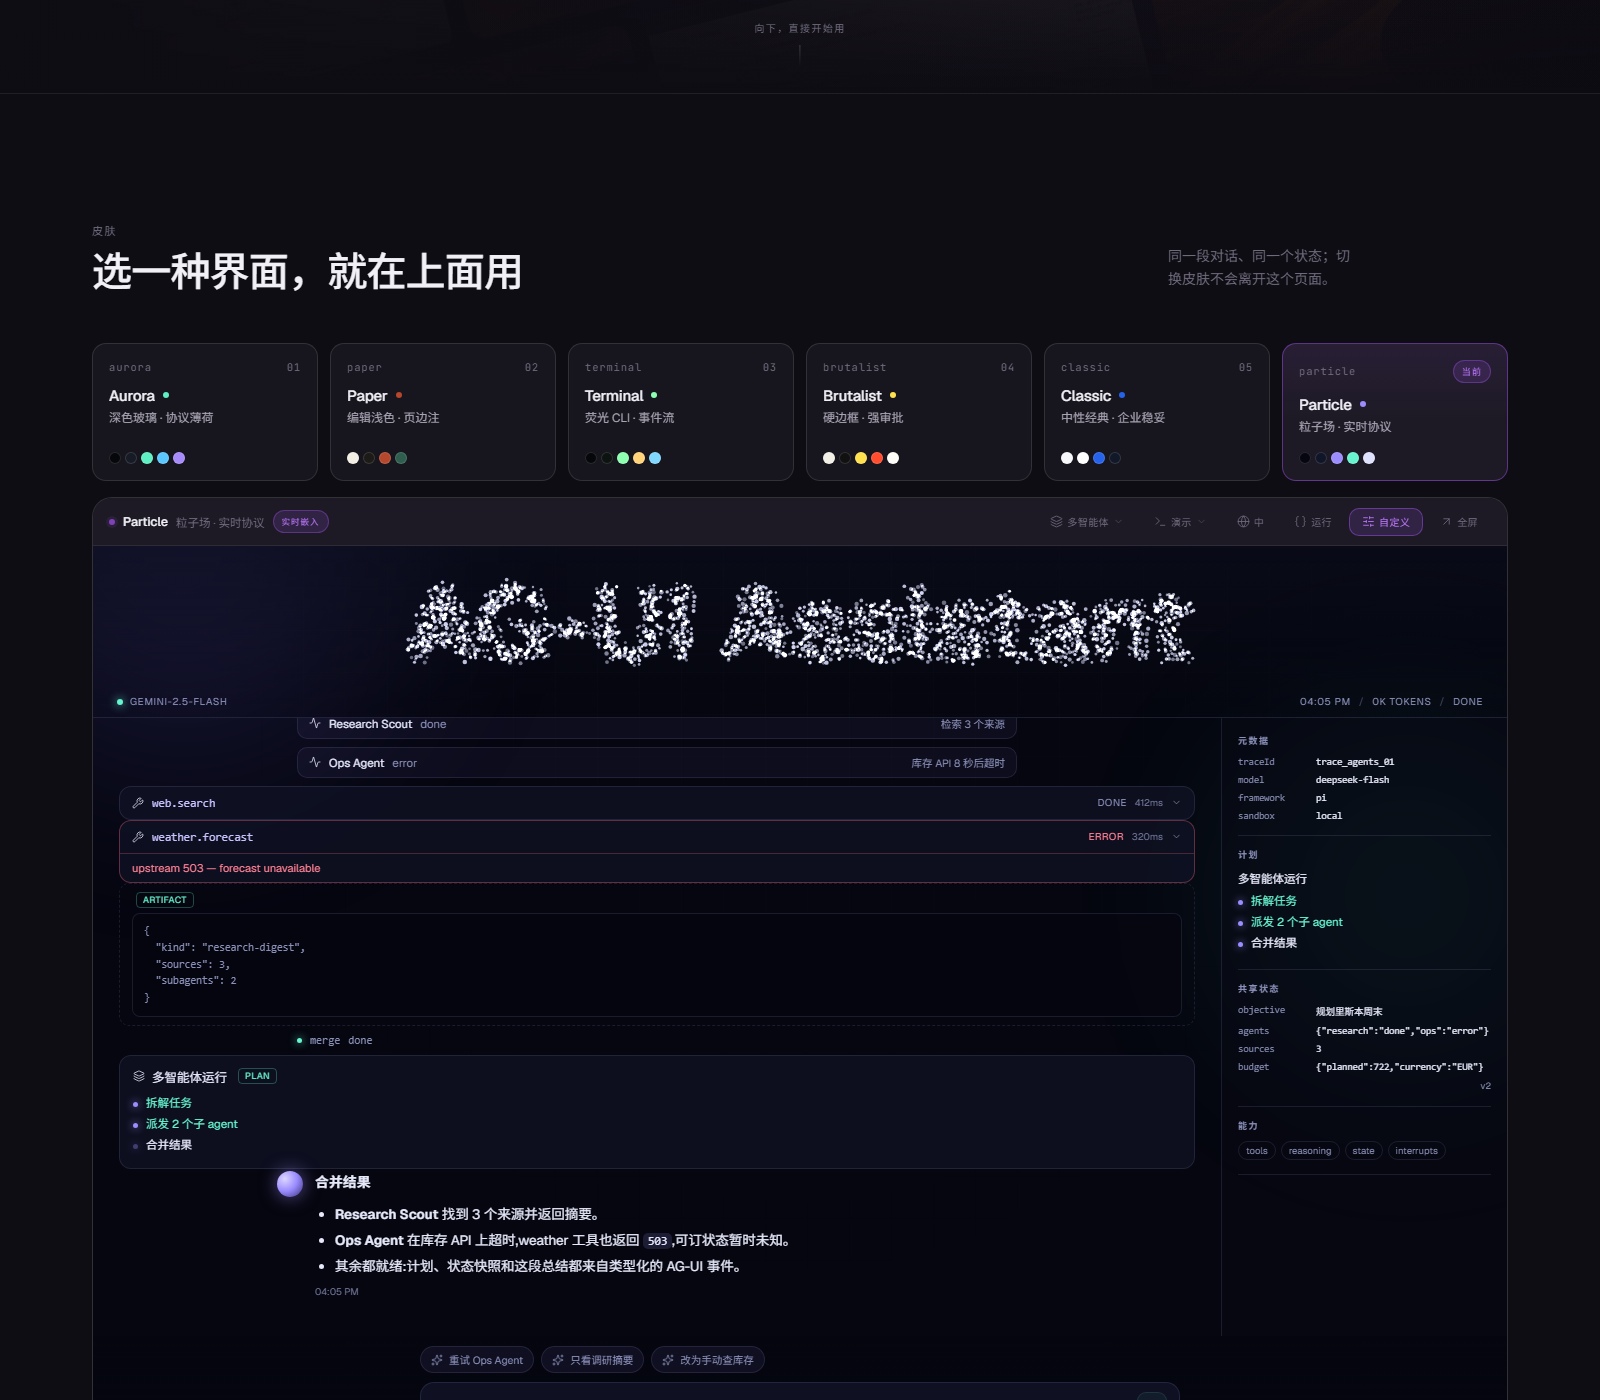 向下，直接开始用
皮肤
选一种界面，就在上面用
同一段对话、同一个状态；切
换皮肤不会离开这个页面。
aurora 01
Aurora
深色玻璃 · 协议薄荷
paper 02
Paper
编辑浅色 · 页边注
terminal 03
Terminal
荧光 CLI · 事件流
brutalist 04
Brutalist
硬边框 · 强审批
classic 05
Classic
中性经典 · 企业稳妥
particle 当前
Particle
粒子场 · 实时协议
Particle 粒子场 · 实时协议 实时嵌入
多智能体 演示 中 运行 自定义 全屏
AG-UI Assistant
GEMINI-2.5-FLASH
04:05 PM / 0K TOKENS / DONE
Research Scout done 检索 3 个来源
Ops Agent error 库存 API 8 秒后超时
web.search DONE 412ms
weather.forecast ERROR 320ms
upstream 503 — forecast unavailable
ARTIFACT
{
"kind": "research-digest",
"sources": 3,
"subagents": 2
}
merge done
多智能体运行 PLAN
拆解任务
派发 2 个子 agent
合并结果
合并结果
Research Scout 找到 3 个来源并返回摘要。
Ops Agent 在库存 API 上超时,weather 工具也返回 503,可订状态暂时未知。
其余都就绪:计划、状态快照和这段总结都来自类型化的 AG-UI 事件。
04:05 PM
重试 Ops Agent
只看调研摘要
改为手动查库存
元数据
traceId trace_agents_01
model deepseek-flash
framework pi
sandbox local
计划
多智能体运行
拆解任务
派发 2 个子 agent
合并结果
共享状态
objective 规划里斯本周末
agents {"research":"done","ops":"error"}
sources 3
budget {"planned":722,"currency":"EUR"}
v2
能力
tools reasoning state interrupts